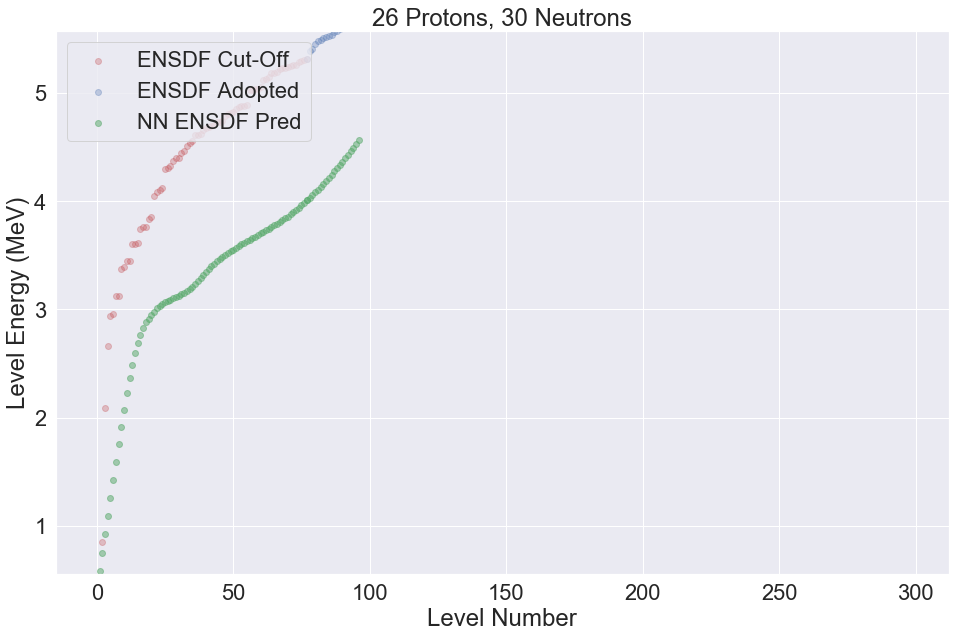 26 Protons, 30 Neutrons
ENSDF Cut-Off
ENSDF Adopted
NN ENSDF Pred
Level Energy (MeV)
5
4
3
2
1
0 50 100 150 200 250 300
Level Number